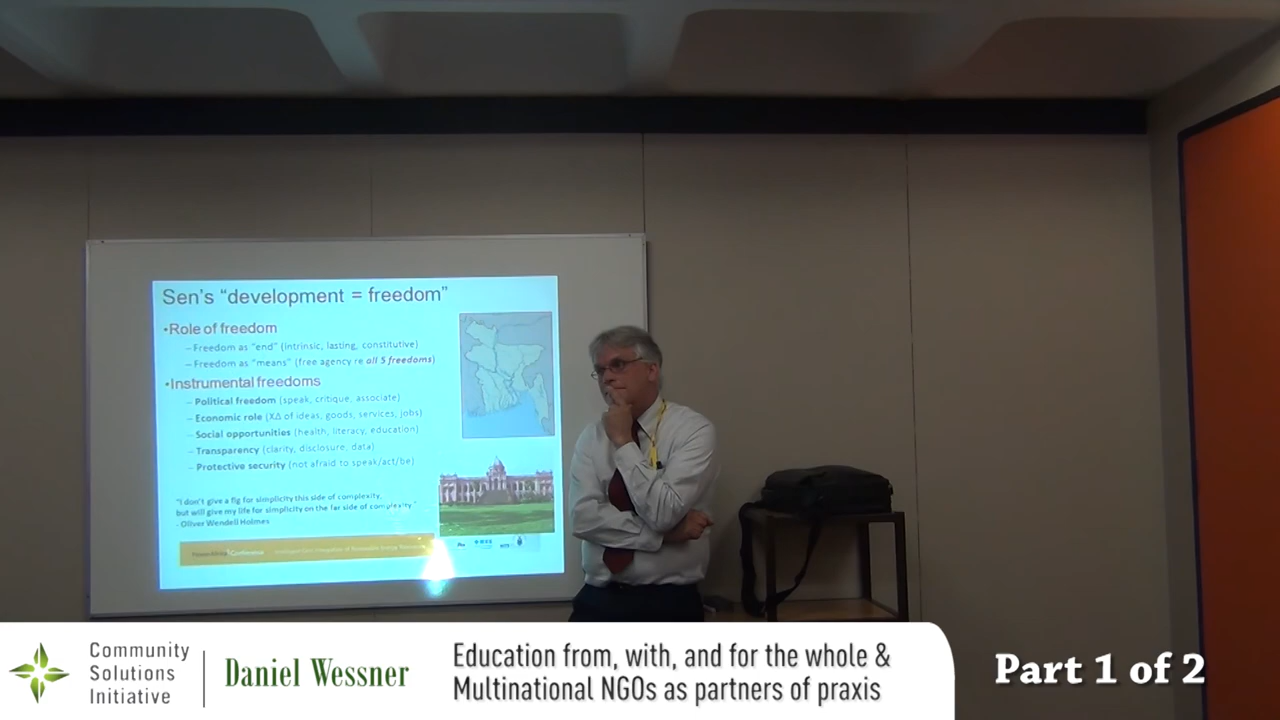 Sen's "development = freedom"
•Role of freedom
– Freedom as "end" (intrinsic, lasting, constitutive)
– Freedom as "means" (free agency re all 5 freedoms)
•Instrumental freedoms
– Political freedom (speak, critique, associate)
– Economic role (XΔ of ideas, goods, services, jobs)
– Social opportunities (health, literacy, education)
– Transparency (clarity, disclosure, data)
– Protective security (not afraid to speak/act/be)
"I don't give a fig for simplicity this side of complexity,
but will give my life for simplicity on the far side of complexity."
- Oliver Wendell Holmes
Conference
Community
Solutions
Initiative
Daniel Wessner
Education from, with, and for the whole &
Multinational NGOs as partners of praxis
Part 1 of 2